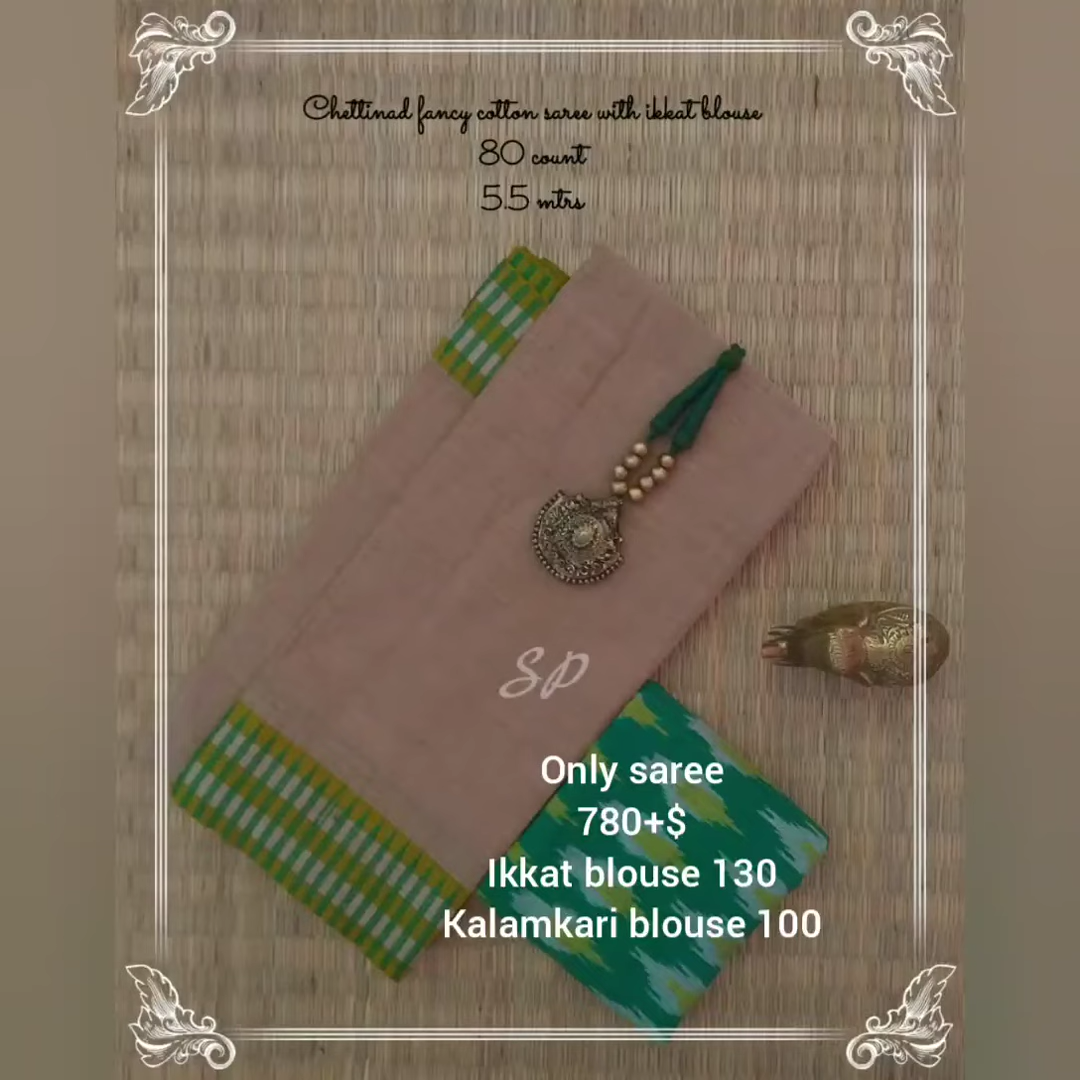 Chettinad fancy cotton saree with ikkat blouse
80 count
5.5 mtrs
SP
Only saree
780+$
Ikkat blouse 130
Kalamkari blouse 100